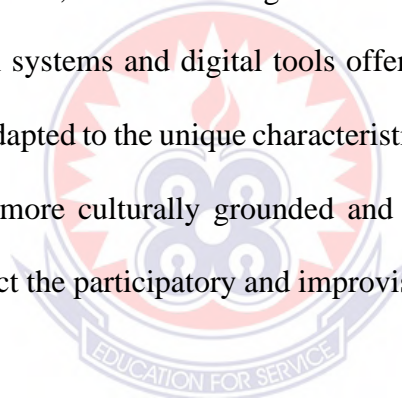 systems and digital tools offer
dapted to the unique characteristi
more culturally grounded and
ct the participatory and improvis
EDUCATION FOR SERVICE